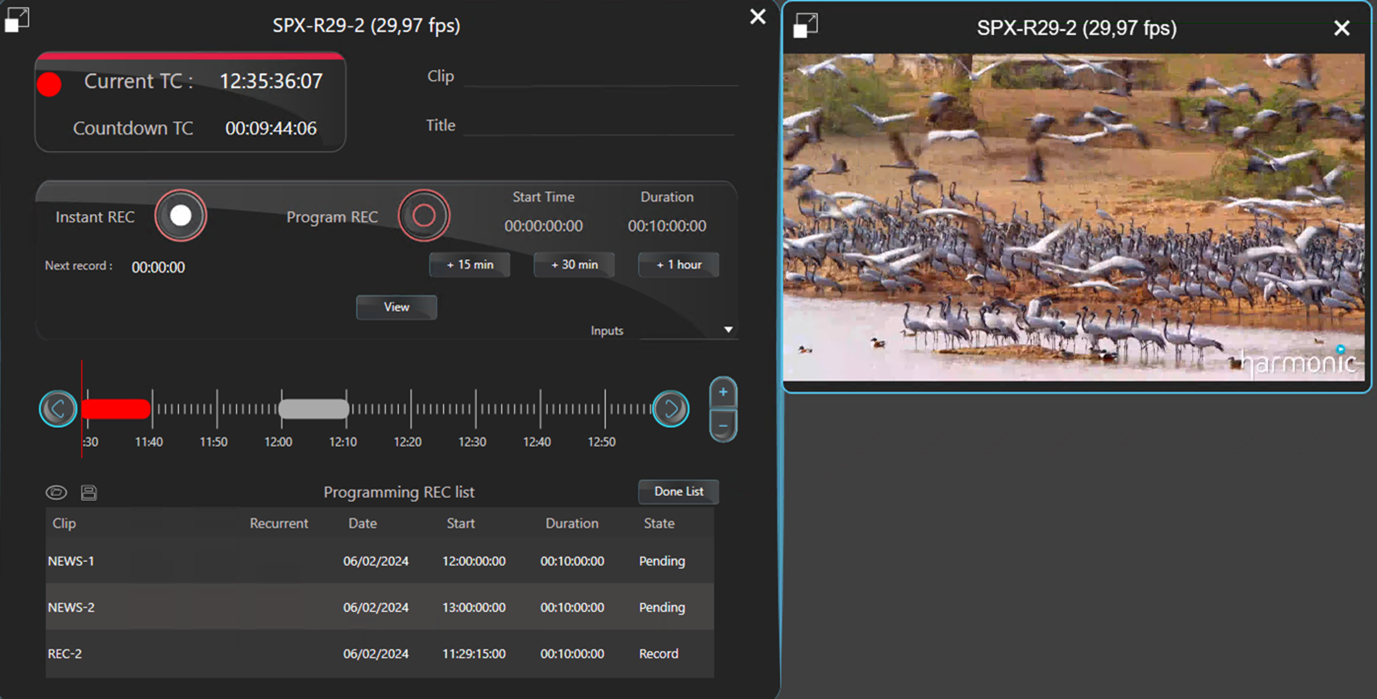 SPX-R29-2 (29,97 fps)
Current TC : 12:35:36:07
Countdown TC 00:09:44:06
Clip
Title
Instant REC
Program REC
Start Time Duration
00:00:00:00 00:10:00:00
Next record : 00:00:00
+ 15 min + 30 min + 1 hour
View
Inputs
:30 11:40 11:50 12:00 12:10 12:20 12:30 12:40 12:50
+
−
Programming REC list
Done List
Clip Recurrent Date Start Duration State
NEWS-1 06/02/2024 12:00:00:00 00:10:00:00 Pending
NEWS-2 06/02/2024 13:00:00:00 00:10:00:00 Pending
REC-2 06/02/2024 11:29:15:00 00:10:00:00 Record
SPX-R29-2 (29,97 fps)
harmonic